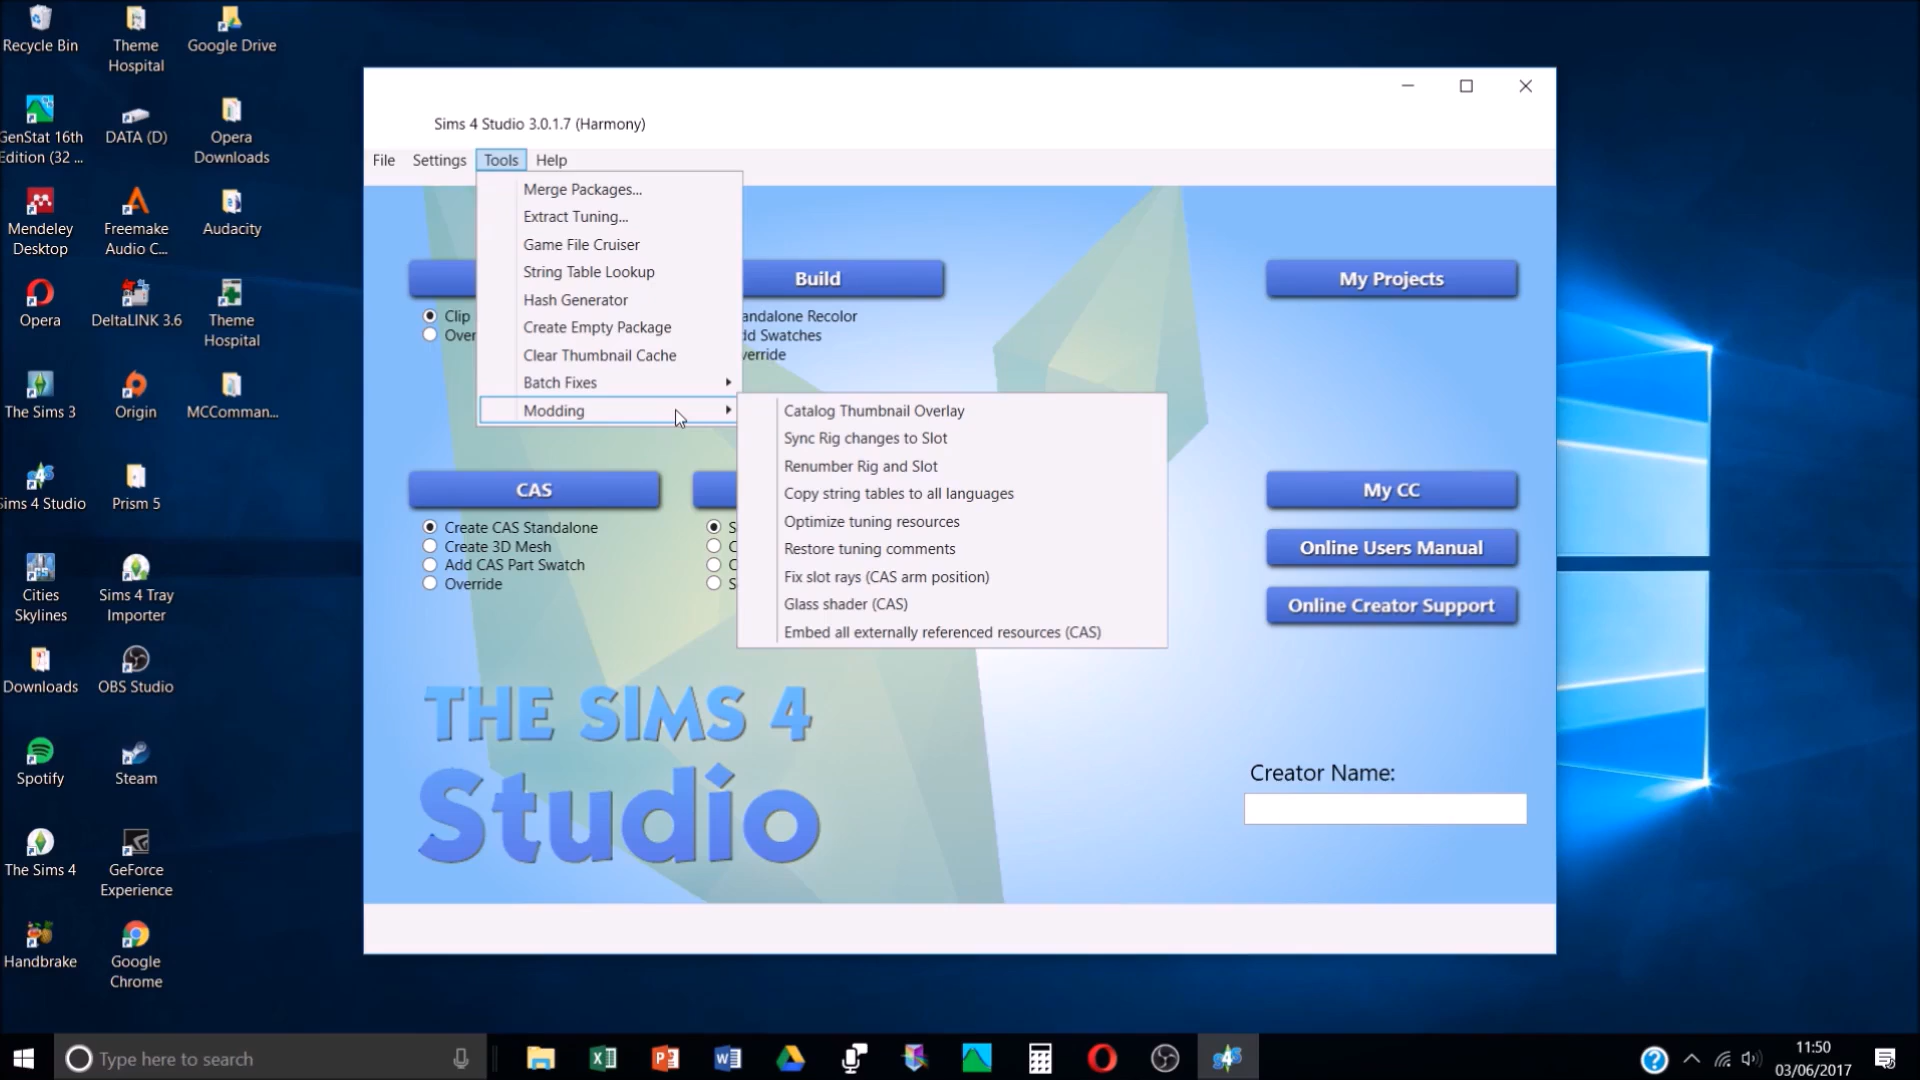 Recycle Bin
Theme
Hospital
Google Drive
GenStat 16th
Edition (32 ...
DATA (D)
Opera
Downloads
Mendeley
Desktop
Freemake
Audio C...
Audacity
Opera
DeltaLINK 3.6
Theme
Hospital
The Sims 3
Origin
MCComman...
Sims 4 Studio
Prism 5
Cities
Skylines
Sims 4 Tray
Importer
Downloads
OBS Studio
Spotify
Steam
The Sims 4
GeForce
Experience
Handbrake
Google
Chrome
Sims 4 Studio 3.0.1.7 (Harmony)
File Settings Tools Help
Merge Packages...
Extract Tuning...
Game File Cruiser
String Table Lookup
Hash Generator
Create Empty Package
Clear Thumbnail Cache
Batch Fixes
Modding
Catalog Thumbnail Overlay
Sync Rig changes to Slot
Renumber Rig and Slot
Copy string tables to all languages
Optimize tuning resources
Restore tuning comments
Fix slot rays (CAS arm position)
Glass shader (CAS)
Embed all externally referenced resources (CAS)
Clip
Over
Build
andalone Recolor
dd Swatches
verride
My Projects
CAS
Create CAS Standalone
Create 3D Mesh
Add CAS Part Swatch
Override
S
C
C
S
My CC
Online Users Manual
Online Creator Support
THE SIMS 4
Studio
Creator Name:
Type here to search
11:50
03/06/2017